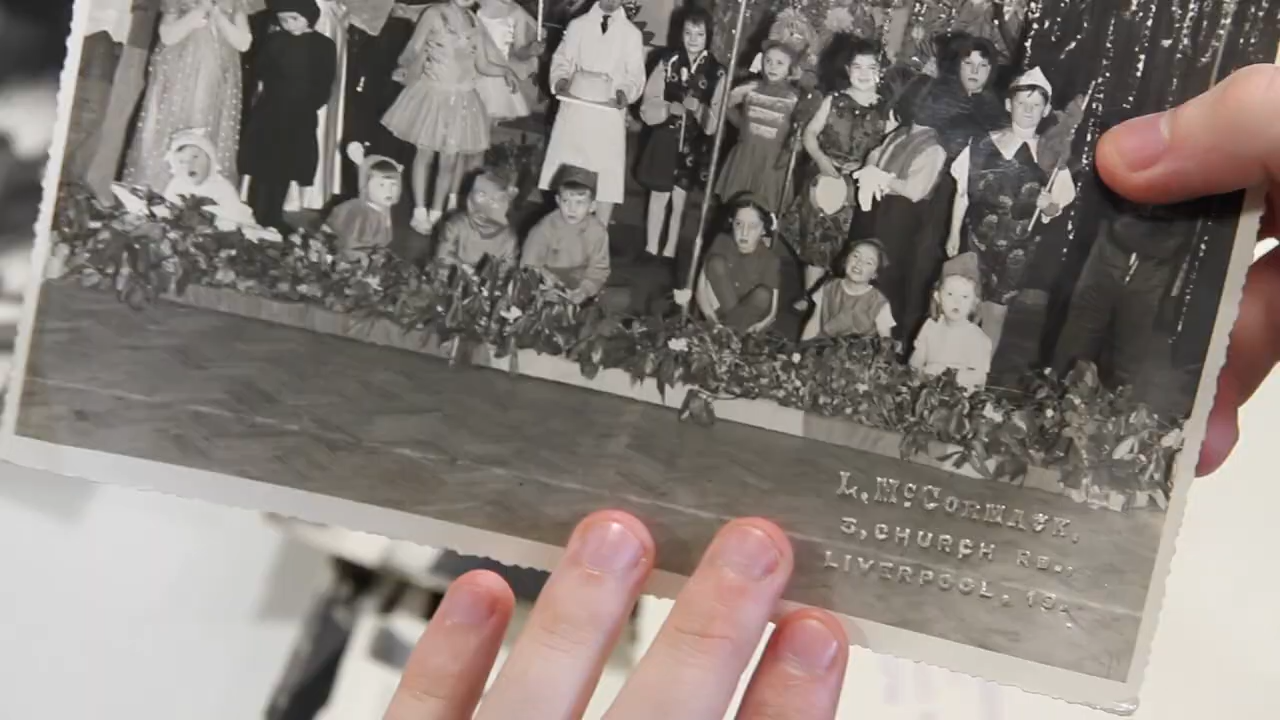 L. McCORMACK,
3, CHURCH RD.,
LIVERPOOL, 19.